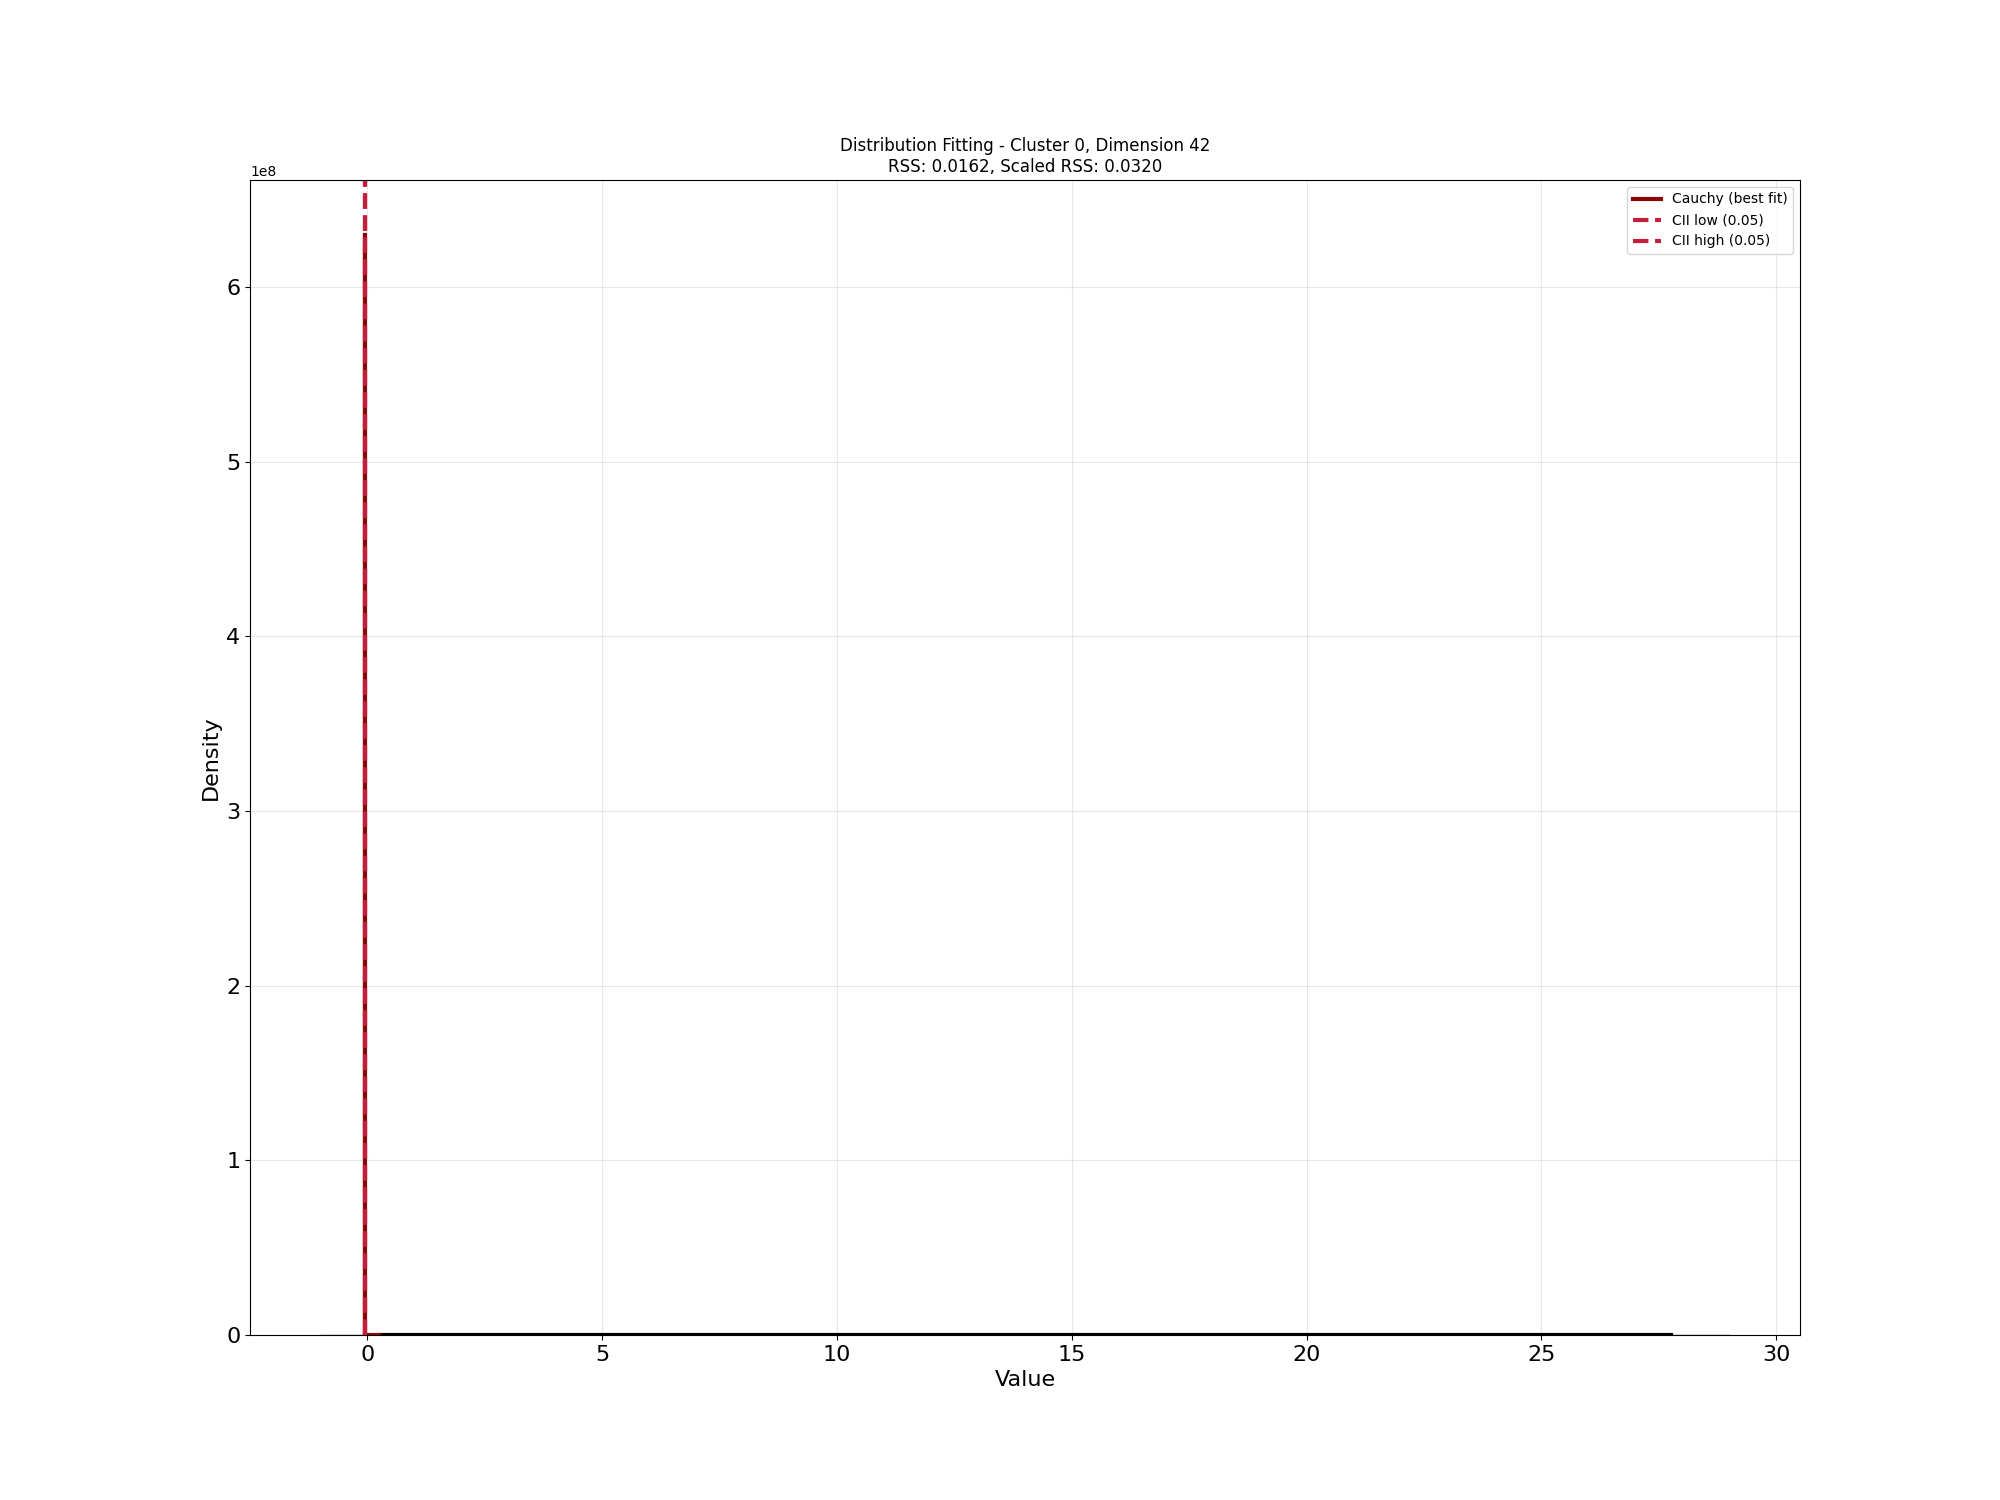 Distribution Fitting - Cluster 0, Dimension 42
RSS: 0.0162, Scaled RSS: 0.0320
1e8
Cauchy (best fit)
CII low (0.05)
CII high (0.05)
6
5
4
3
2
1
0
Density
0 5 10 15 20 25 30
Value